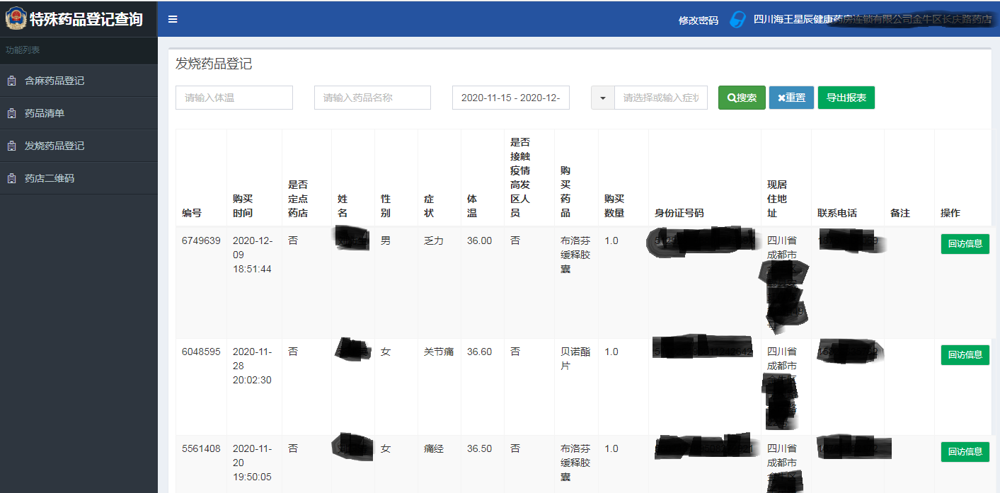 特殊药品登记查询
修改密码
四川海王星辰健康药房连锁有限公司金牛区长庆路药店
功能列表
含麻药品登记
药品清单
发烧药品登记
药店二维码
发烧药品登记
请输入体温
请输入药品名称
2020-11-15 - 2020-12-
请选择或输入症状
搜索
重置
导出报表
编号
购买
时间
是否
定点
药店
姓
名
性
别
症
状
体
温
是否
接触
疫情
高发
区人
员
购
买
药
品
购买
数量
身份证号码
现居
住地
址
联系电话
备注
操作
6749639
2020-12-
09
18:51:44
否
男
乏力
36.00
否
布洛芬
缓释胶
囊
1.0
四川省
成都市
回访信息
6048595
2020-11-
28
20:02:30
否
女
关节痛
36.60
否
贝诺酯
片
1.0
四川省
成都市
回访信息
5561408
2020-11-
20
19:50:05
否
女
痛经
36.50
否
布洛芬
缓释胶
囊
1.0
四川省
成都市
回访信息